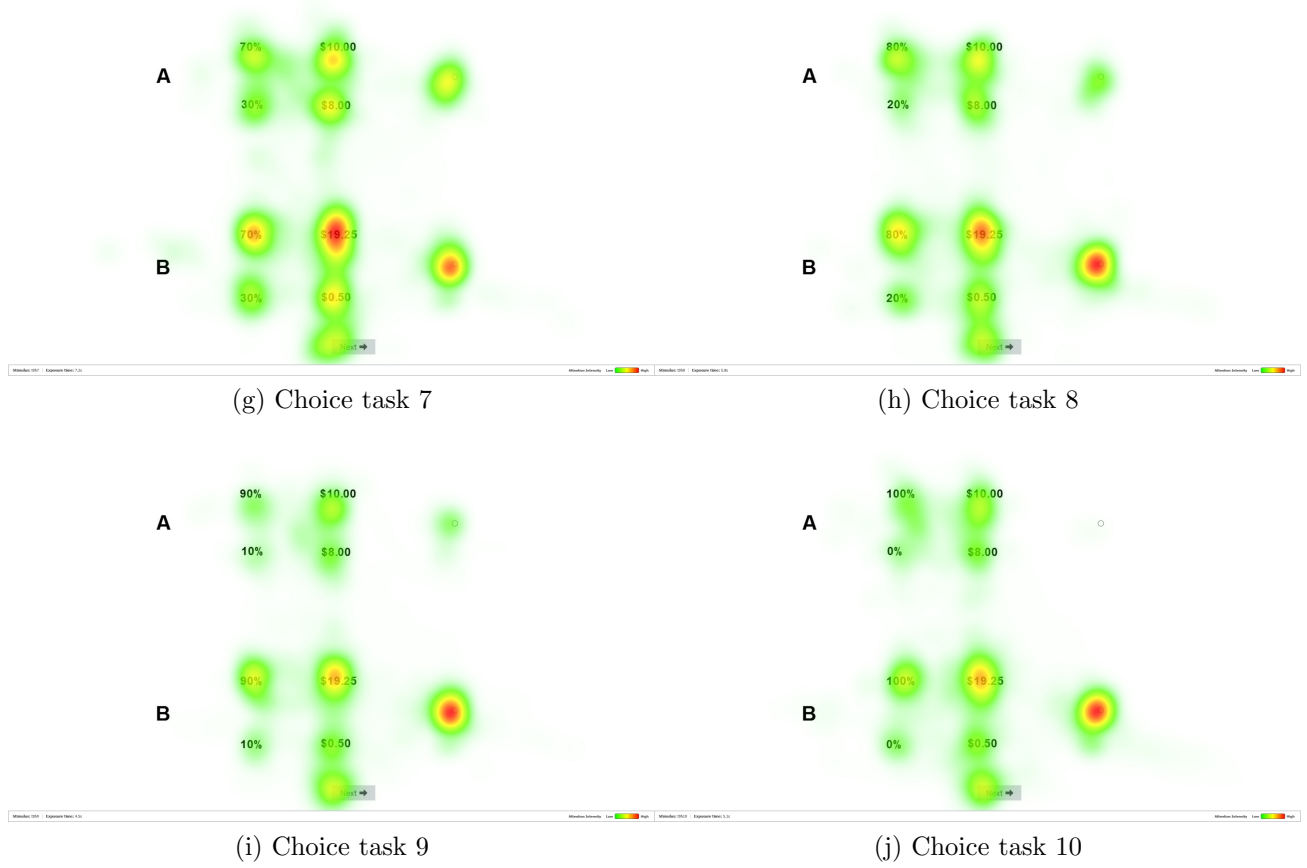 70% $10.00
A
30% $8.00
70% $19.25
B
30% $0.50
Next
(g) Choice task 7
80% $10.00
A
20% $8.00
80% $19.25
B
20% $0.50
Next
(h) Choice task 8
90% $10.00
A
10% $8.00
90% $19.25
B
10% $0.50
Next
(i) Choice task 9
100% $10.00
A
0% $8.00
100% $19.25
B
0% $0.50
Next
(j) Choice task 10